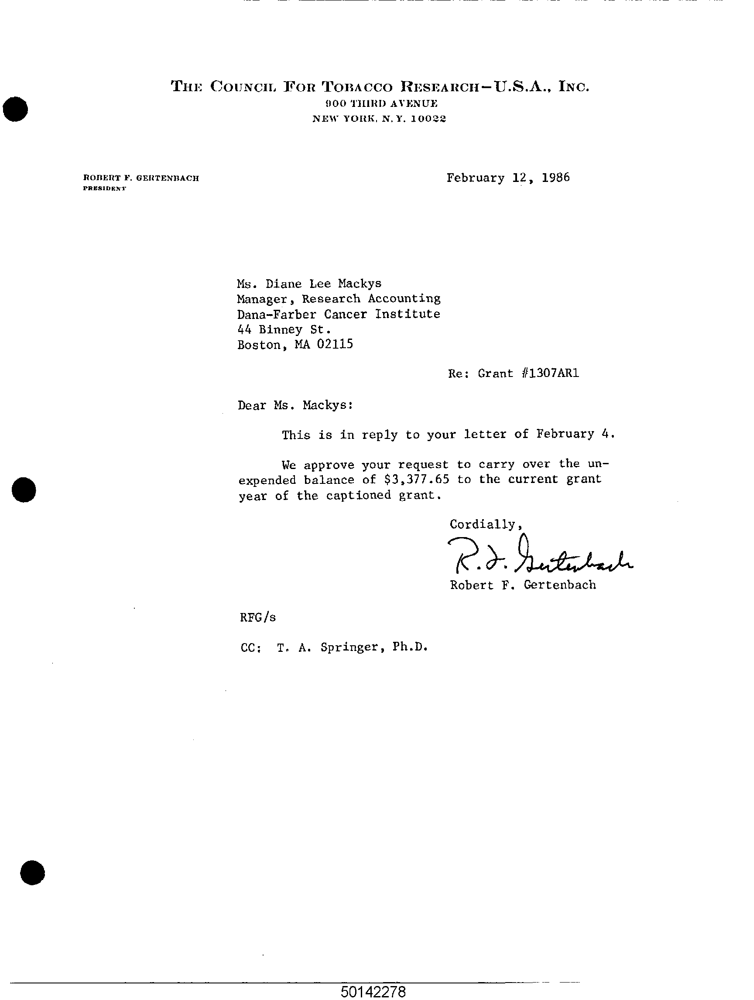 THE COUNCIL FOR TOBACCO RESEARCH-U.S.A., INC.
900 THIRD AVENUE
NEW YORK, N.Y. 10022
ROBERT F. GERTENBACH
PRESIDENT
February 12, 1986
Ms. Diane Lee Mackys
Manager, Research Accounting
Dana-Farber Cancer Institute
44 Binney St.
Boston, MA 02115
Re: Grant #1307AR1
Dear Ms. Mackys:
This is in reply to your letter of February 4.
We approve your request to carry over the un-
expended balance of $3,377.65 to the current grant
year of the captioned grant.
Cordially,
R. F. Gertenbach
Robert F. Gertenbach
RFG/s
CC: T. A. Springer, Ph.D.
50142278